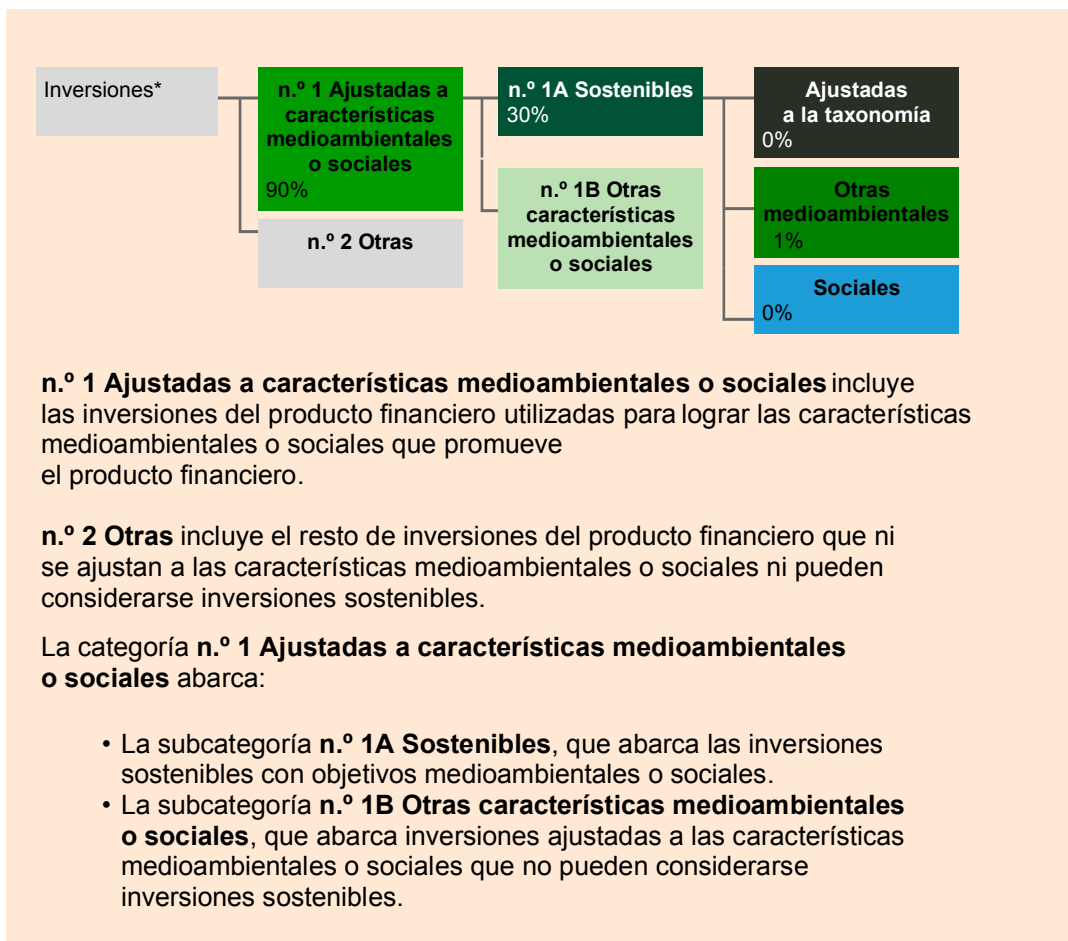 Inversiones*
n.º 1 Ajustadas a
características
medioambientales
o sociales
90%
n.º 2 Otras
n.º 1A Sostenibles
30%
n.º 1B Otras
características
medioambientales
o sociales
Ajustadas
a la taxonomía
0%
Otras
medioambientales
1%
Sociales
0%
n.º 1 Ajustadas a características medioambientales o sociales incluye
las inversiones del producto financiero utilizadas para lograr las características
medioambientales o sociales que promueve
el producto financiero.
n.º 2 Otras incluye el resto de inversiones del producto financiero que ni
se ajustan a las características medioambientales o sociales ni pueden
considerarse inversiones sostenibles.
La categoría n.º 1 Ajustadas a características medioambientales
o sociales abarca:
• La subcategoría n.º 1A Sostenibles, que abarca las inversiones
sostenibles con objetivos medioambientales o sociales.
• La subcategoría n.º 1B Otras características medioambientales
o sociales, que abarca inversiones ajustadas a las características
medioambientales o sociales que no pueden considerarse
inversiones sostenibles.